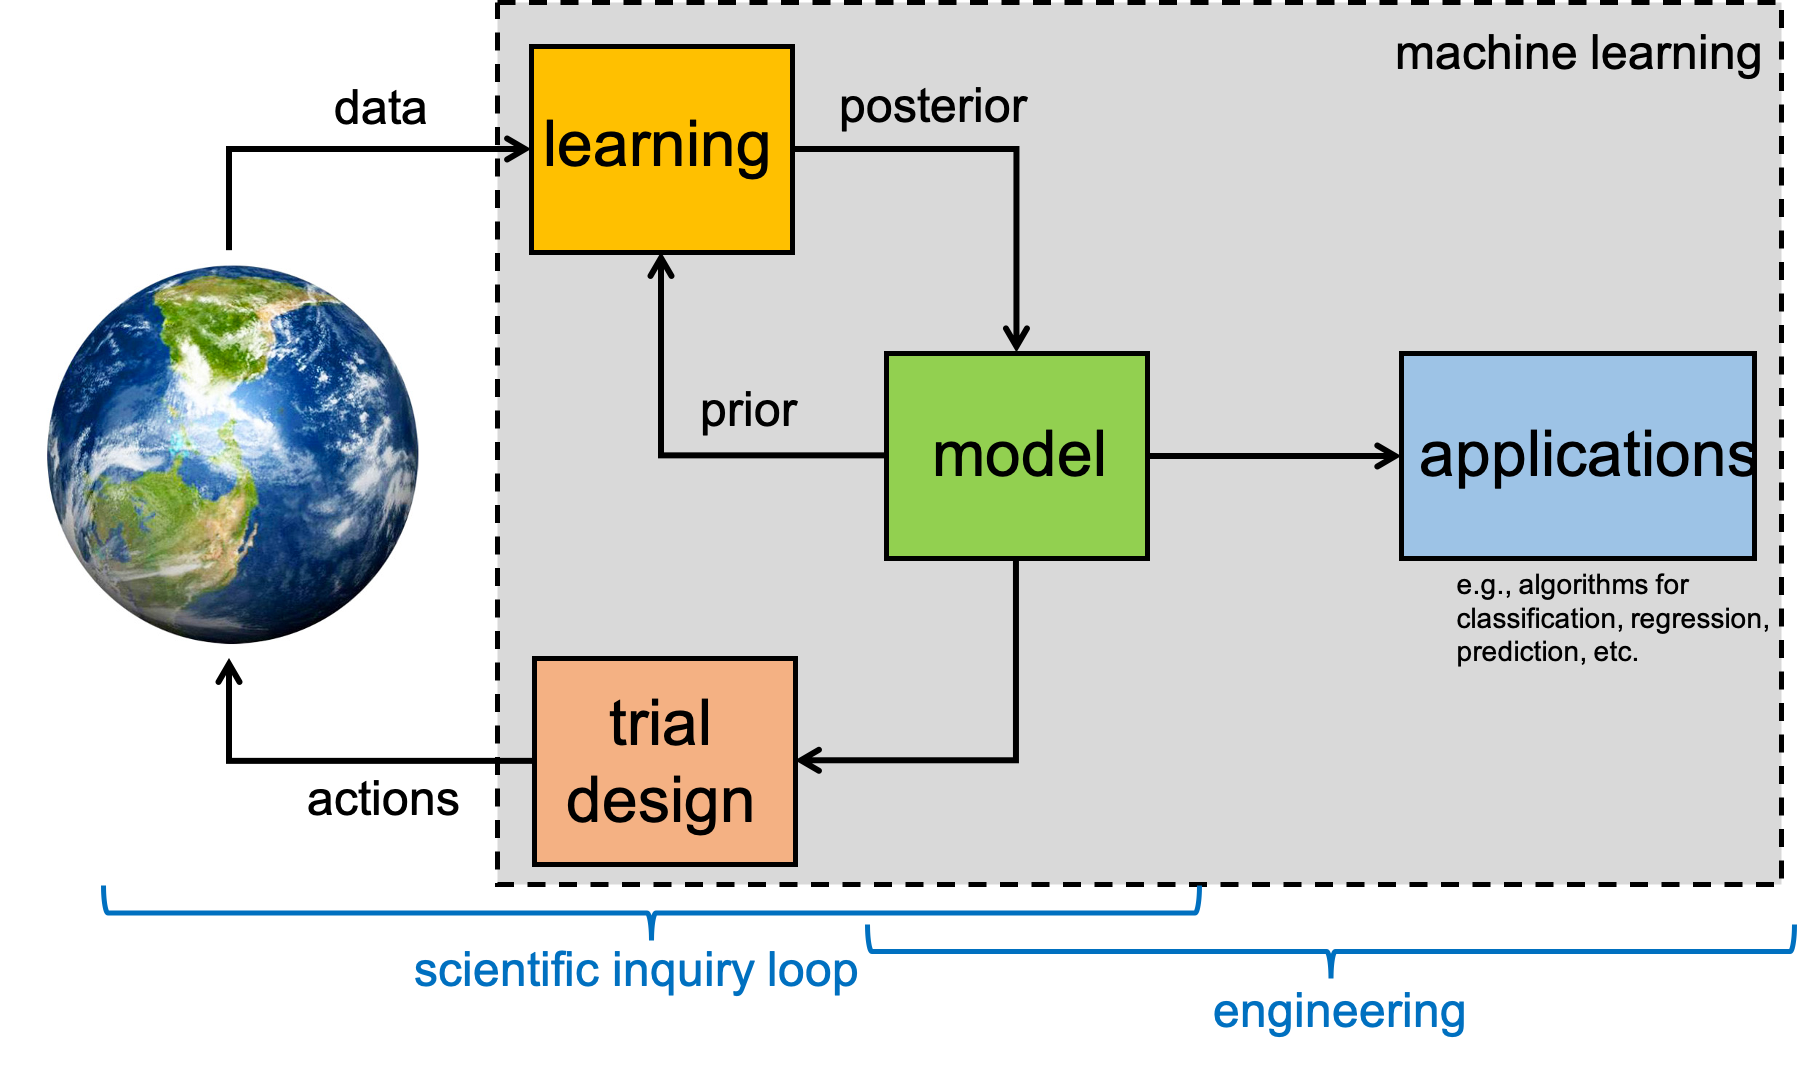 machine learning
data
learning
posterior
prior
model
applications
e.g., algorithms for
classification, regression,
prediction, etc.
trial
design
actions
scientific inquiry loop
engineering